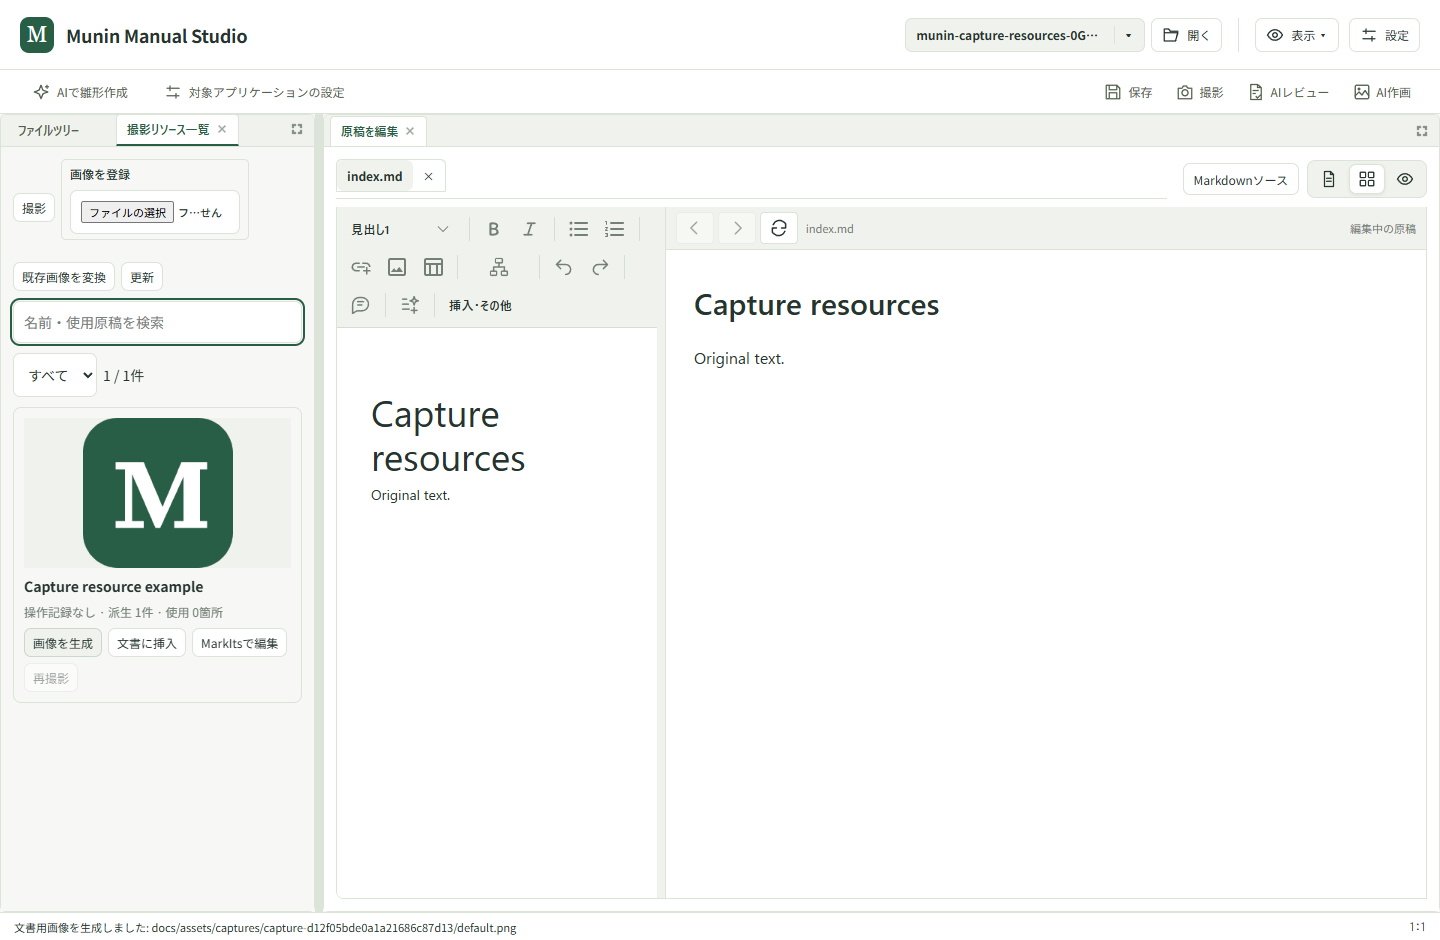 M Munin Manual Studio
munin-capture-resources-0G…
開く
表示
設定
AIで雛形作成
対象アプリケーションの設定
保存
撮影
AIレビュー
AI作画
ファイルツリー
撮影リソース一覧
原稿を編集
撮影
画像を登録
ファイルの選択 フ…せん
既存画像を変換
更新
名前・使用原稿を検索
すべて
1 / 1件
M
Capture resource example
操作記録なし · 派生 1件 · 使用 0箇所
画像を生成
文書に挿入
MarkItsで編集
再撮影
index.md
Markdownソース
見出し1
B
I
挿入·その他
Capture
resources
Original text.
index.md
編集中の原稿
Capture resources
Original text.
文書用画像を生成しました: docs/assets/captures/capture-d12f05bde0a1a21686c87d13/default.png
1:1